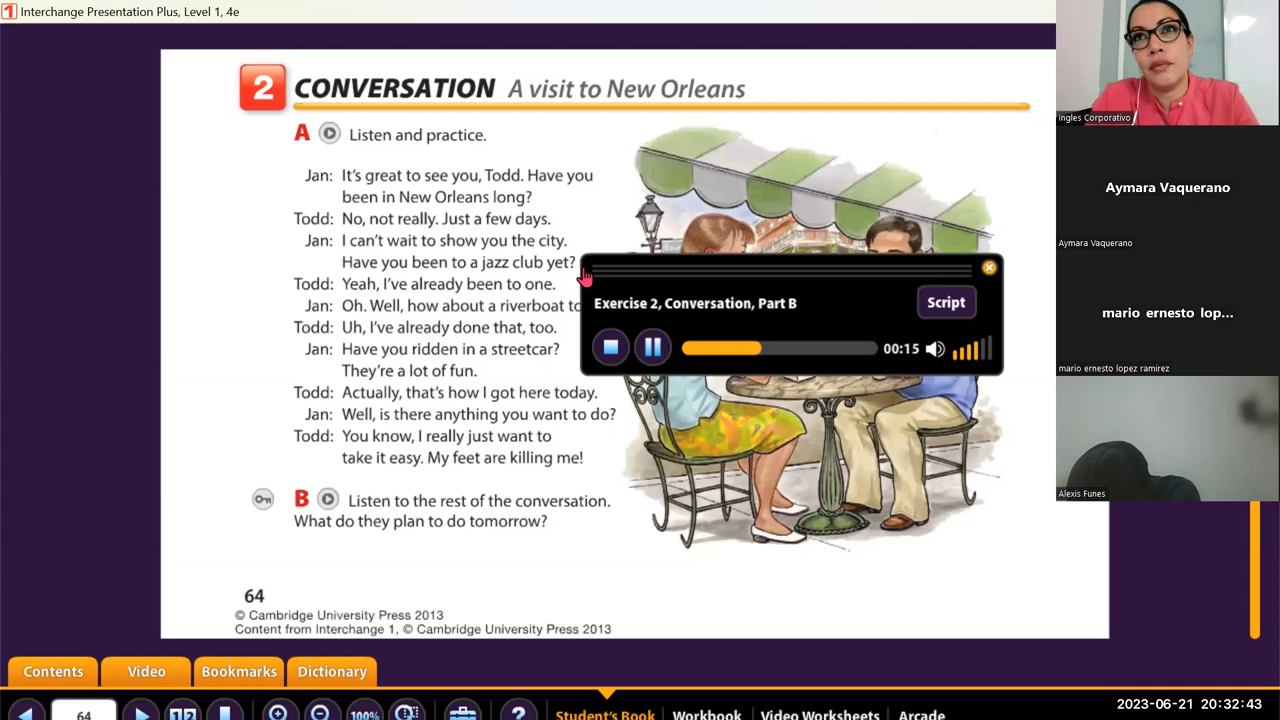 Interchange Presentation Plus, Level 1, 4e
2 CONVERSATION A visit to New Orleans
A Listen and practice.
Jan: It's great to see you, Todd. Have you
been in New Orleans long?
Todd: No, not really. Just a few days.
Jan: I can't wait to show you the city.
Have you been to a jazz club yet?
Todd: Yeah, I've already been to one.
Jan: Oh. Well, how about a riverboat
Todd: Uh, I've already done that, too.
Jan: Have you ridden in a streetcar?
They're a lot of fun.
Todd: Actually, that's how I got here today.
Jan: Well, is there anything you want to do?
Todd: You know, I really just want to
take it easy. My feet are killing me!
B Listen to the rest of the conversation.
What do they plan to do tomorrow?
Exercise 2, Conversation, Part B
Script
00:15
64
© Cambridge University Press 2013
Content from Interchange 1, © Cambridge University Press 2013
Ingles Corporativo
Aymara Vaquerano
Aymara Vaquerano
mario ernesto lop...
mario ernesto lopez ramirez
Alexis Funes
Contents Video Bookmarks Dictionary
64 1 2 100% ? Student's Book Workbook Video Worksheets Arcade
2023-06-21 20:32:43